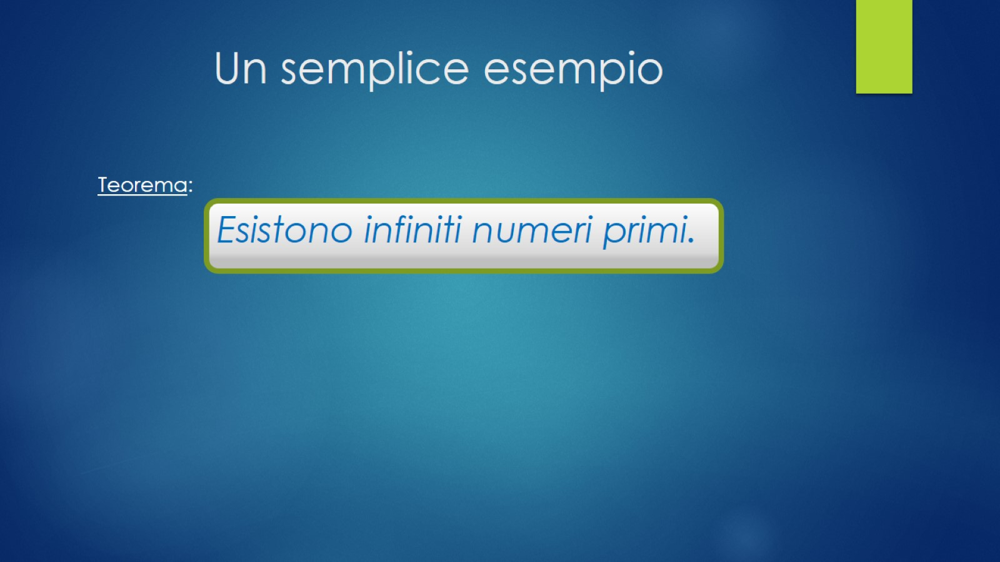 Un semplice esempio
Teorema:
Esistono infiniti numeri primi.